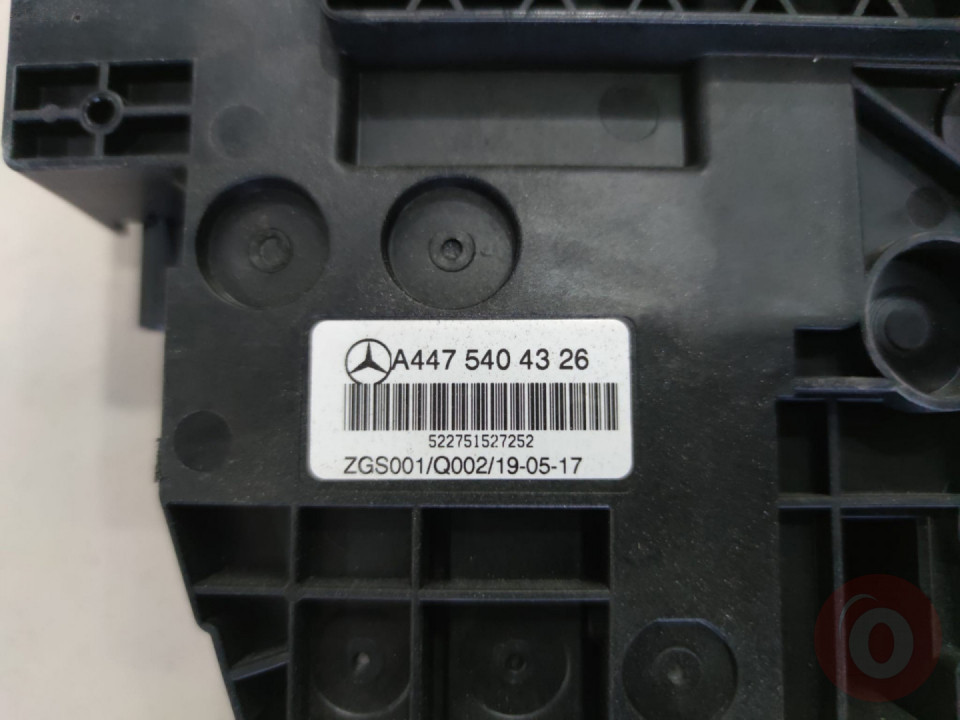 A447 540 43 26
522751527252
ZGS001/Q002/19-05-17
O